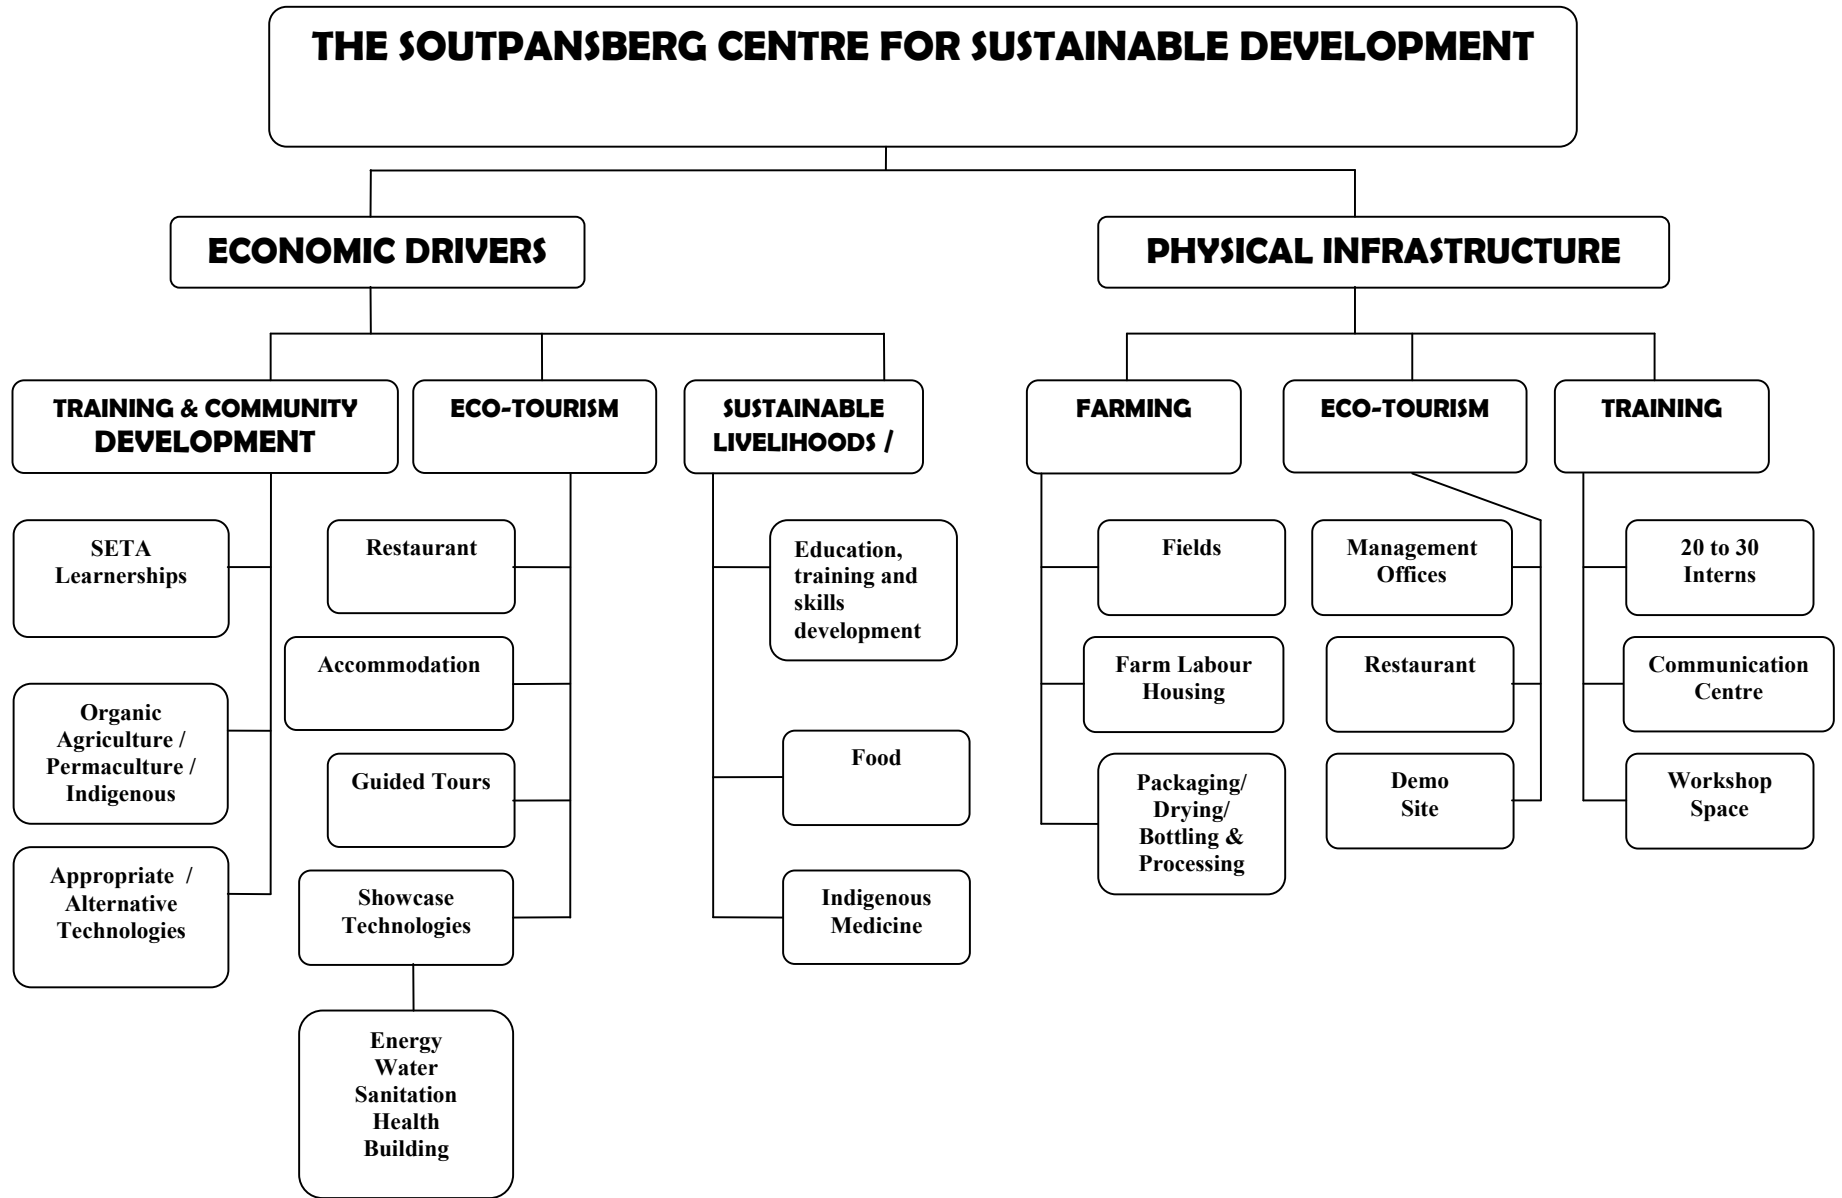 THE SOUTPANSBERG CENTRE FOR SUSTAINABLE DEVELOPMENT
ECONOMIC DRIVERS
PHYSICAL INFRASTRUCTURE
TRAINING & COMMUNITY
DEVELOPMENT
ECO-TOURISM
SUSTAINABLE
LIVELIHOODS /
FARMING
ECO-TOURISM
TRAINING
SETA
Learnerships
Organic
Agriculture /
Permaculture /
Indigenous
Appropriate /
Alternative
Technologies
Restaurant
Accommodation
Guided Tours
Showcase
Technologies
Energy
Water
Sanitation
Health
Building
Education,
training and
skills
development
Food
Indigenous
Medicine
Fields
Farm Labour
Housing
Packaging/
Drying/
Bottling &
Processing
Management
Offices
Restaurant
Demo
Site
20 to 30
Interns
Communication
Centre
Workshop
Space